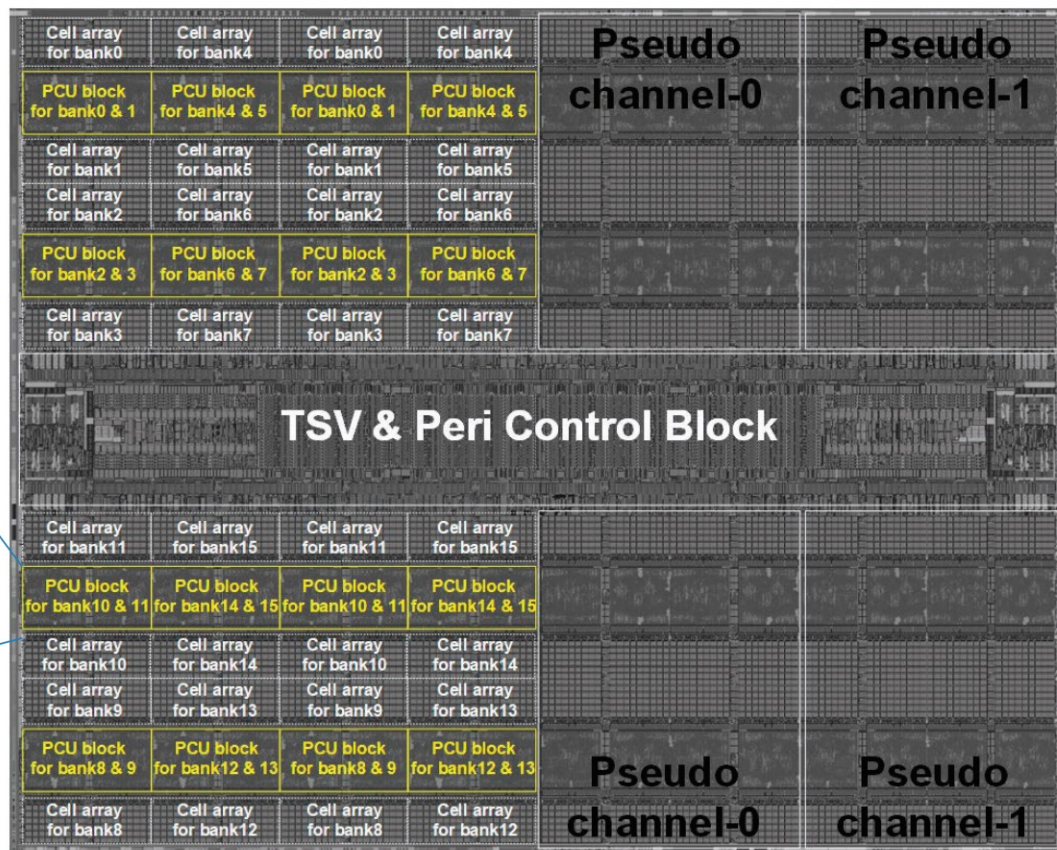 Cell array
for bank0
Cell array
for bank4
Cell array
for bank0
Cell array
for bank4
Pseudo
channel-0
Pseudo
channel-1
PCU block
for bank0 & 1
PCU block
for bank4 & 5
PCU block
for bank0 & 1
PCU block
for bank4 & 5
Cell array
for bank1
Cell array
for bank5
Cell array
for bank1
Cell array
for bank5
Cell array
for bank2
Cell array
for bank6
Cell array
for bank2
Cell array
for bank6
PCU block
for bank2 & 3
PCU block
for bank6 & 7
PCU block
for bank2 & 3
PCU block
for bank6 & 7
Cell array
for bank3
Cell array
for bank7
Cell array
for bank3
Cell array
for bank7
TSV & Peri Control Block
Cell array
for bank11
Cell array
for bank15
Cell array
for bank11
Cell array
for bank15
PCU block
for bank10 & 11
PCU block
for bank14 & 15
PCU block
for bank10 & 11
PCU block
for bank14 & 15
Cell array
for bank10
Cell array
for bank14
Cell array
for bank10
Cell array
for bank14
Cell array
for bank9
Cell array
for bank13
Cell array
for bank9
Cell array
for bank13
PCU block
for bank8 & 9
PCU block
for bank12 & 13
PCU block
for bank8 & 9
PCU block
for bank12 & 13
Pseudo
channel-0
Pseudo
channel-1
Cell array
for bank8
Cell array
for bank12
Cell array
for bank8
Cell array
for bank12